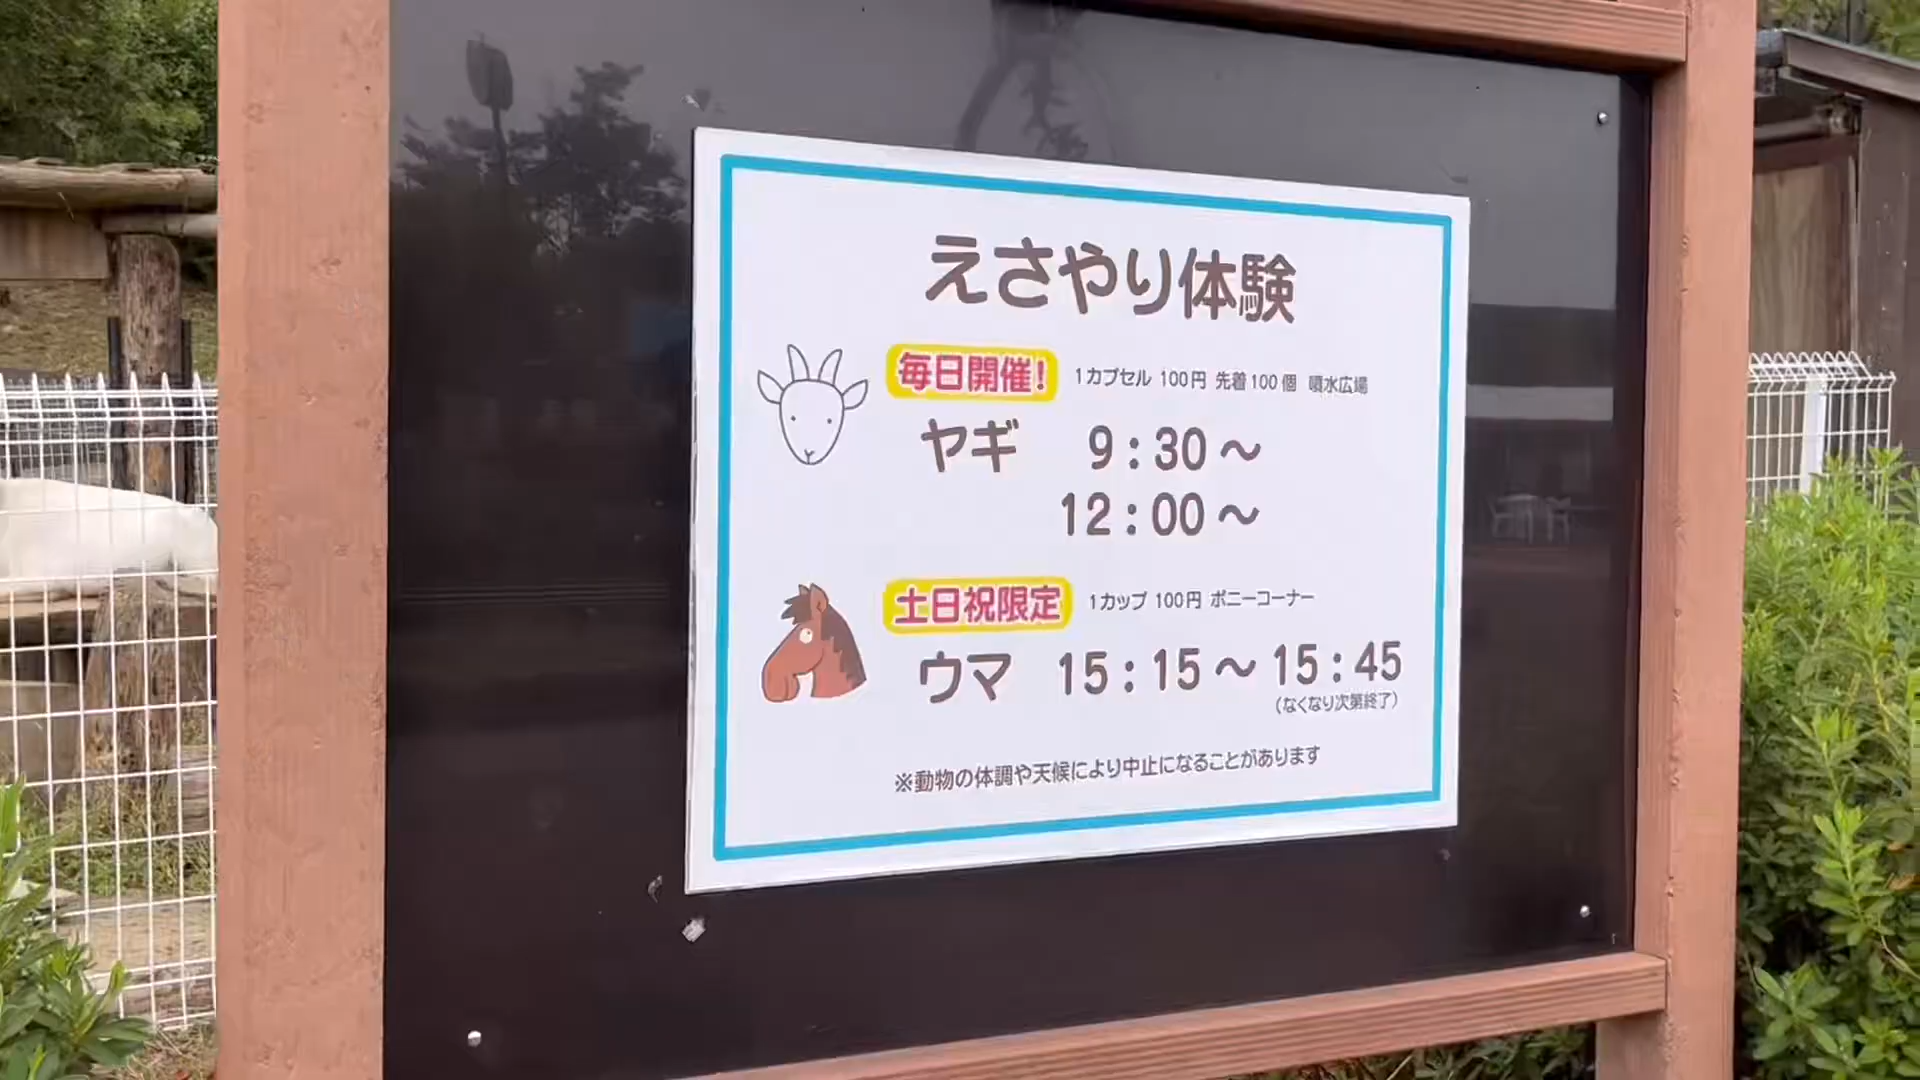 えさやり体験
毎日開催! 1カプセル 100円 先着100個 噴水広場
ヤギ 9:30~
12:00~
土日祝限定 1カップ 100円 ポニーコーナー
ウマ 15:15~15:45
(なくなり次第終了)
※動物の体調や天候により中止になることがあります